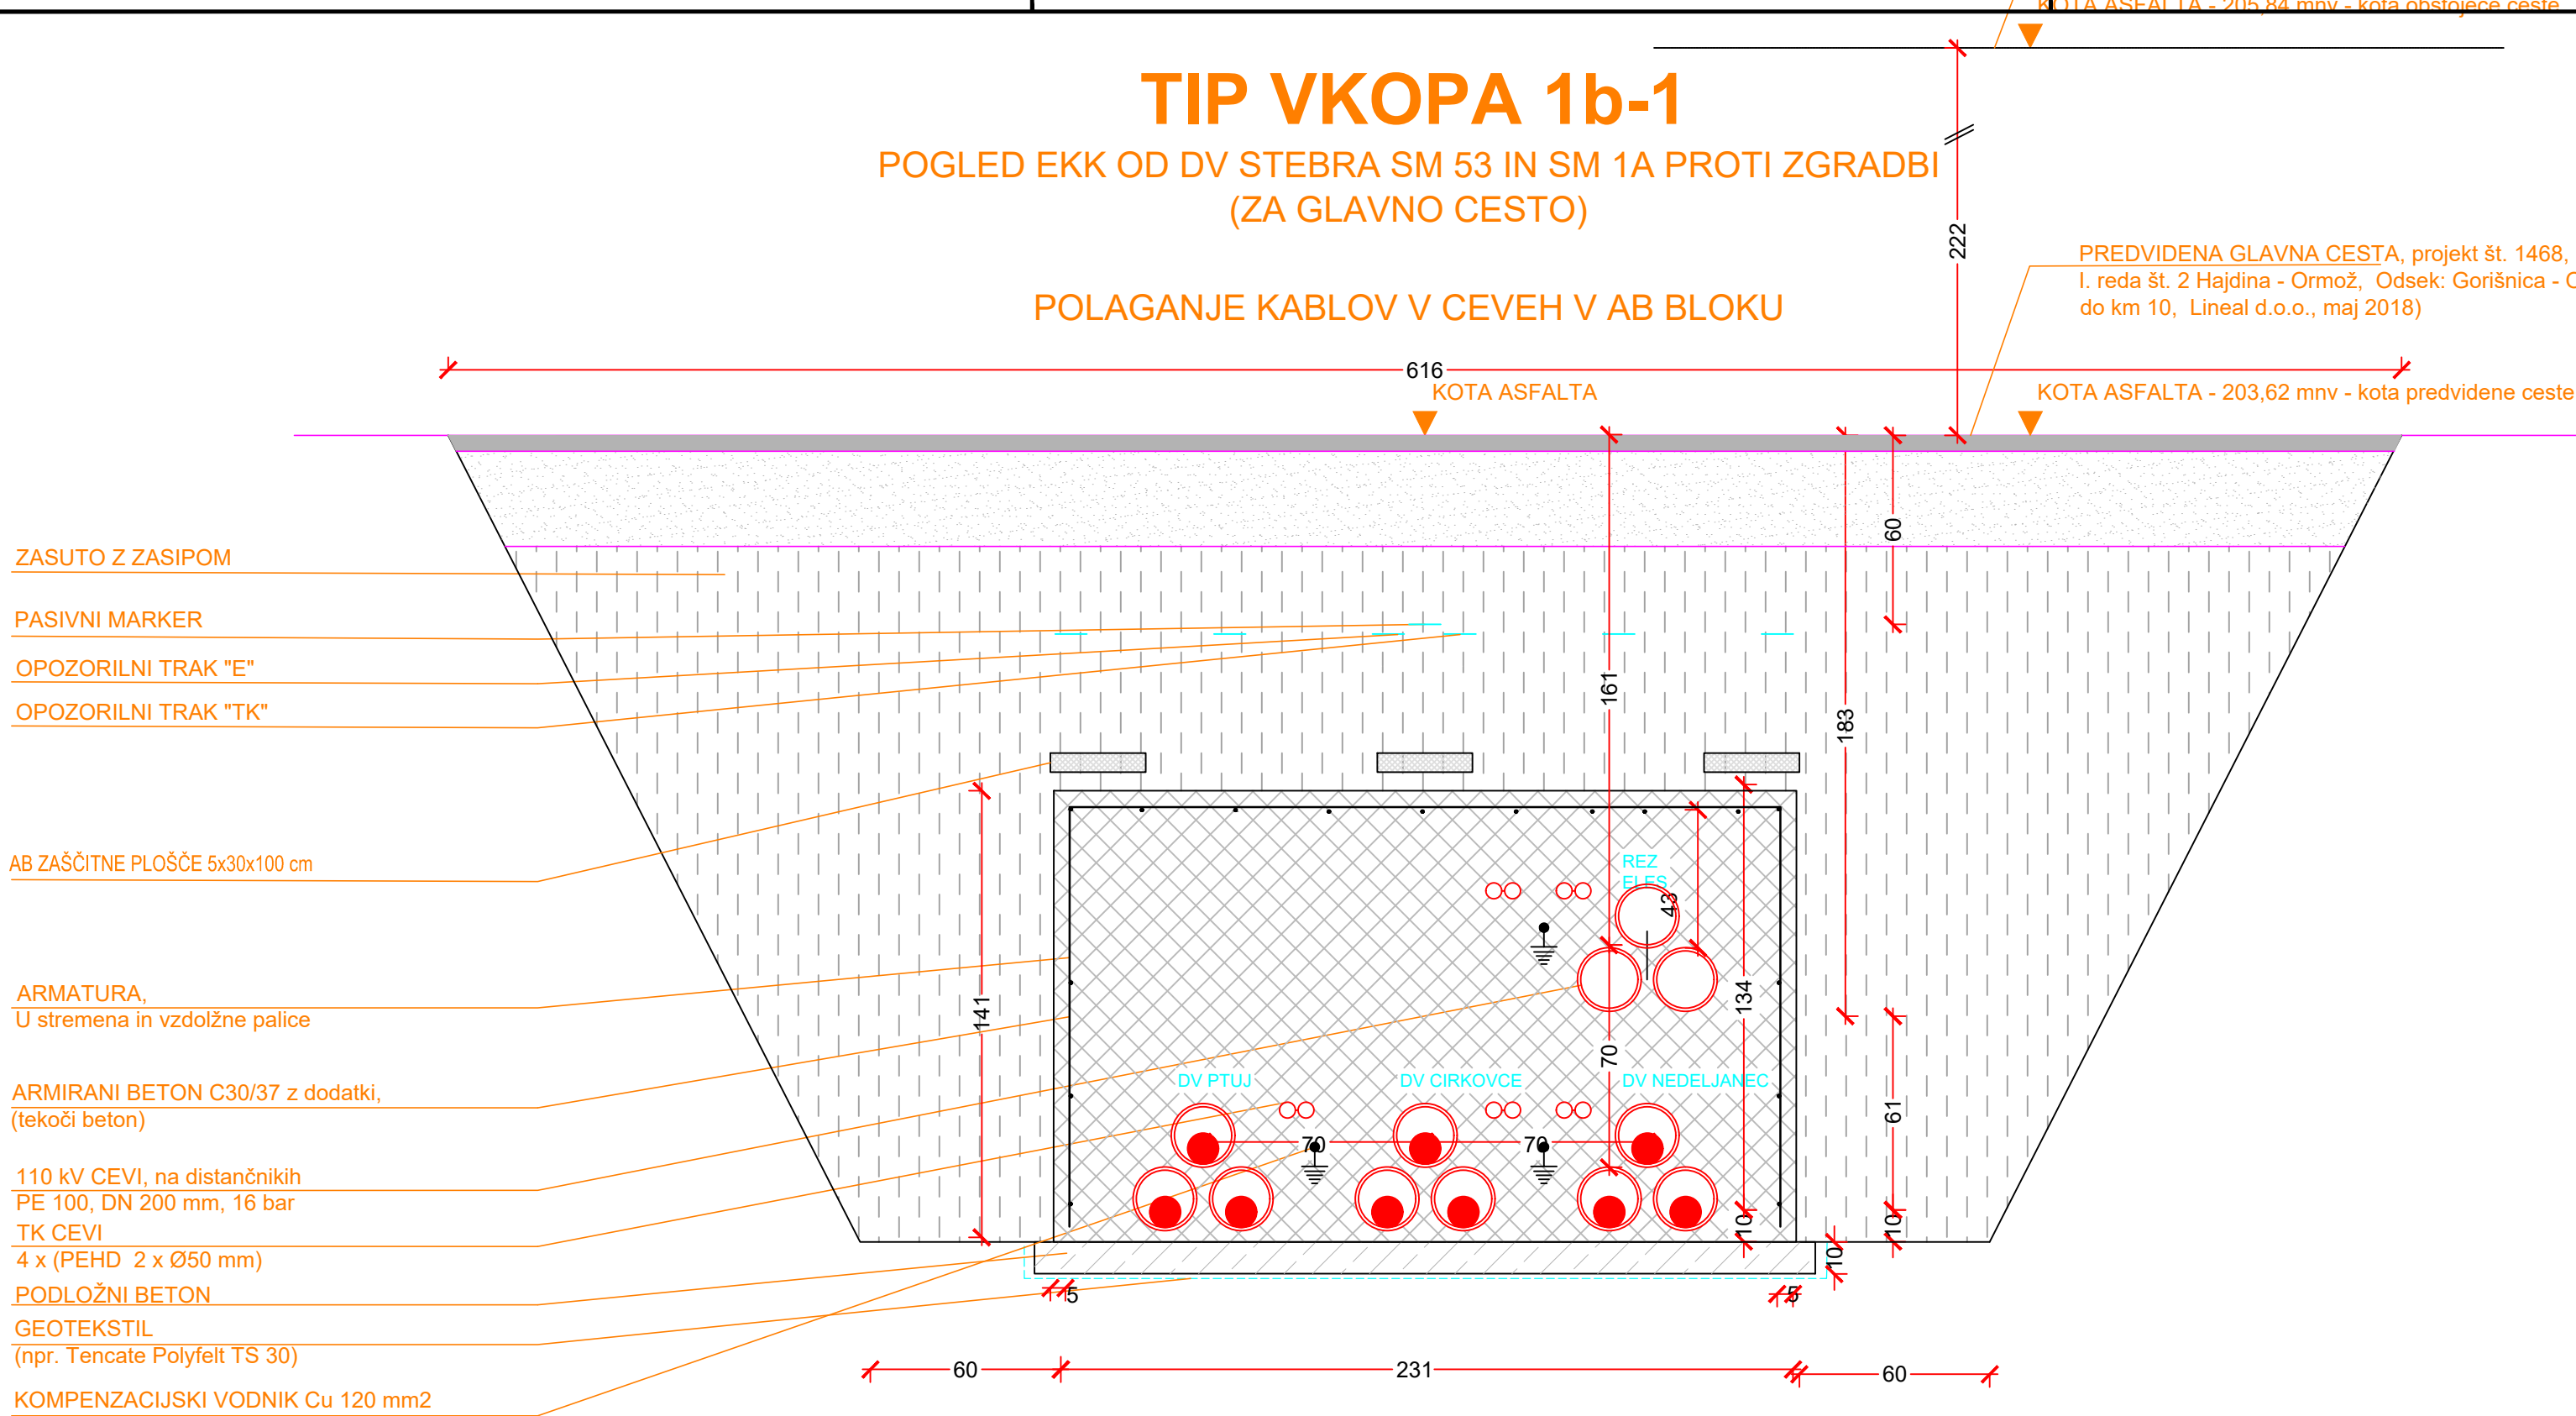 KOTA ASFALTA - 205,84 mnv - kota obstoječe ceste
TIP VKOPA 1b-1
POGLED EKK OD DV STEBRA SM 53 IN SM 1A PROTI ZGRADBI
(ZA GLAVNO CESTO)
POLAGANJE KABLOV V CEVEH V AB BLOKU
222
PREDVIDENA GLAVNA CESTA, projekt št. 1468,
I. reda št. 2 Hajdina - Ormož, Odsek: Gorišnica -
do km 10, Lineal d.o.o., maj 2018)
616
KOTA ASFALTA
KOTA ASFALTA - 203,62 mnv - kota predvidene ceste
60
ZASUTO Z ZASIPOM
PASIVNI MARKER
OPOZORILNI TRAK "E"
OPOZORILNI TRAK "TK"
161
183
AB ZAŠČITNE PLOŠČE 5x30x100 cm
REZ
ELES
43
ARMATURA,
U stremena in vzdolžne palice
141
134
70
ARMIRANI BETON C30/37 z dodatki,
(tekoči beton)
DV PTUJ
DV CIRKOVCE
DV NEDELJANEC
61
70
70
110 kV CEVI, na distančnikih
PE 100, DN 200 mm, 16 bar
TK CEVI
4 x (PEHD 2 x Ø50 mm)
10
10
10
PODLOŽNI BETON
5
5
GEOTEKSTIL
(npr. Tencate Polyfelt TS 30)
60
231
60
KOMPENZACIJSKI VODNIK Cu 120 mm2